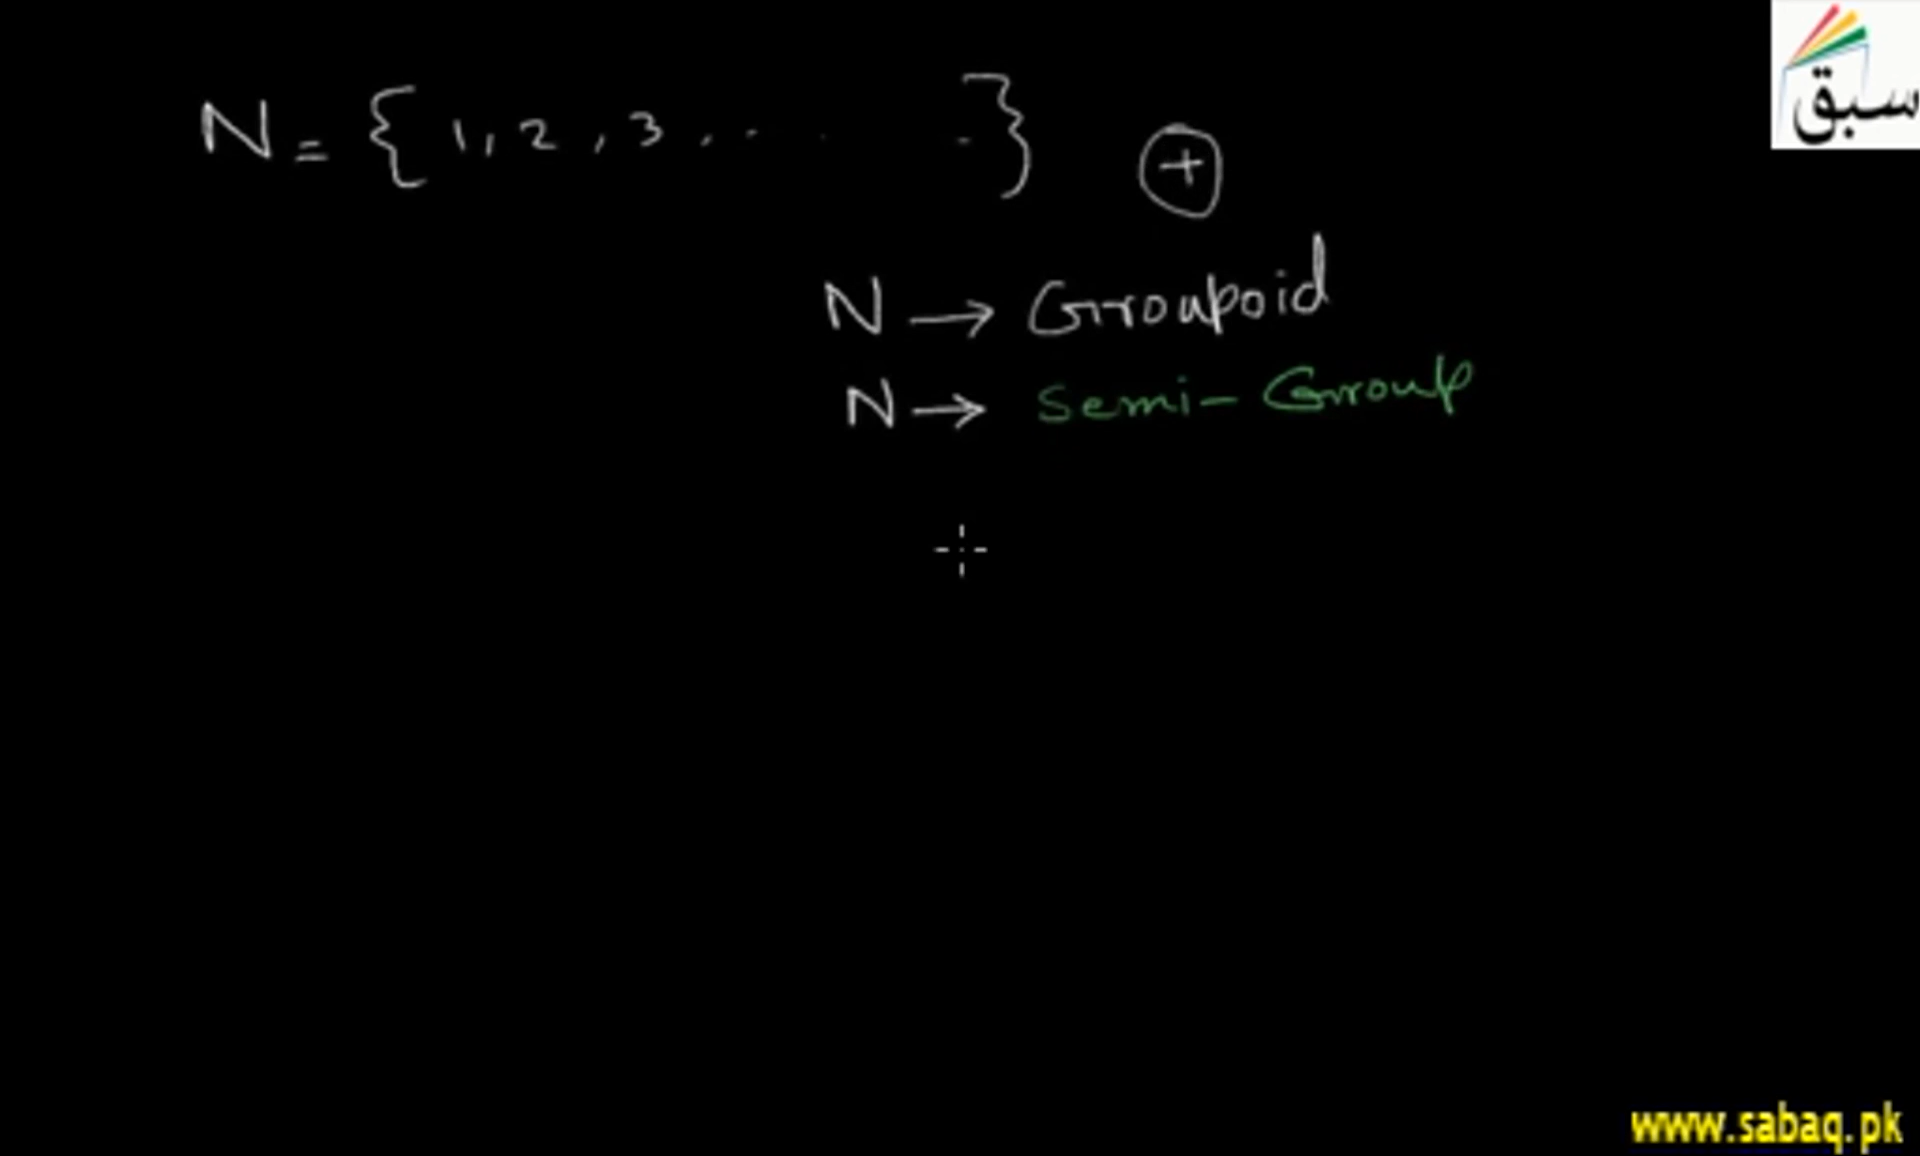 N = { 1, 2, 3, . . . . } +
سبق
N → Groupoid
N → Semi-Group
www.sabaq.pk